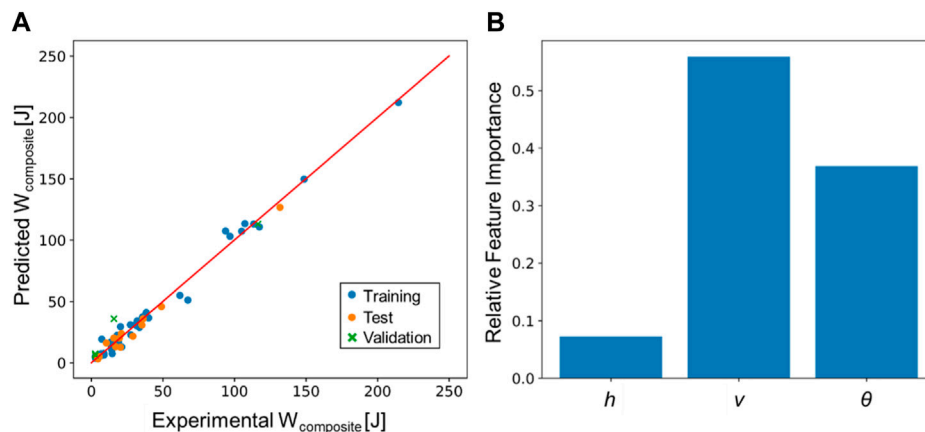 A
Predicted W_composite [J]
250
200
150
100
50
0
0 50 100 150 200 250
Experimental W_composite [J]
Training
Test
Validation
B
Relative Feature Importance
0.5
0.4
0.3
0.2
0.1
0.0
h v θ